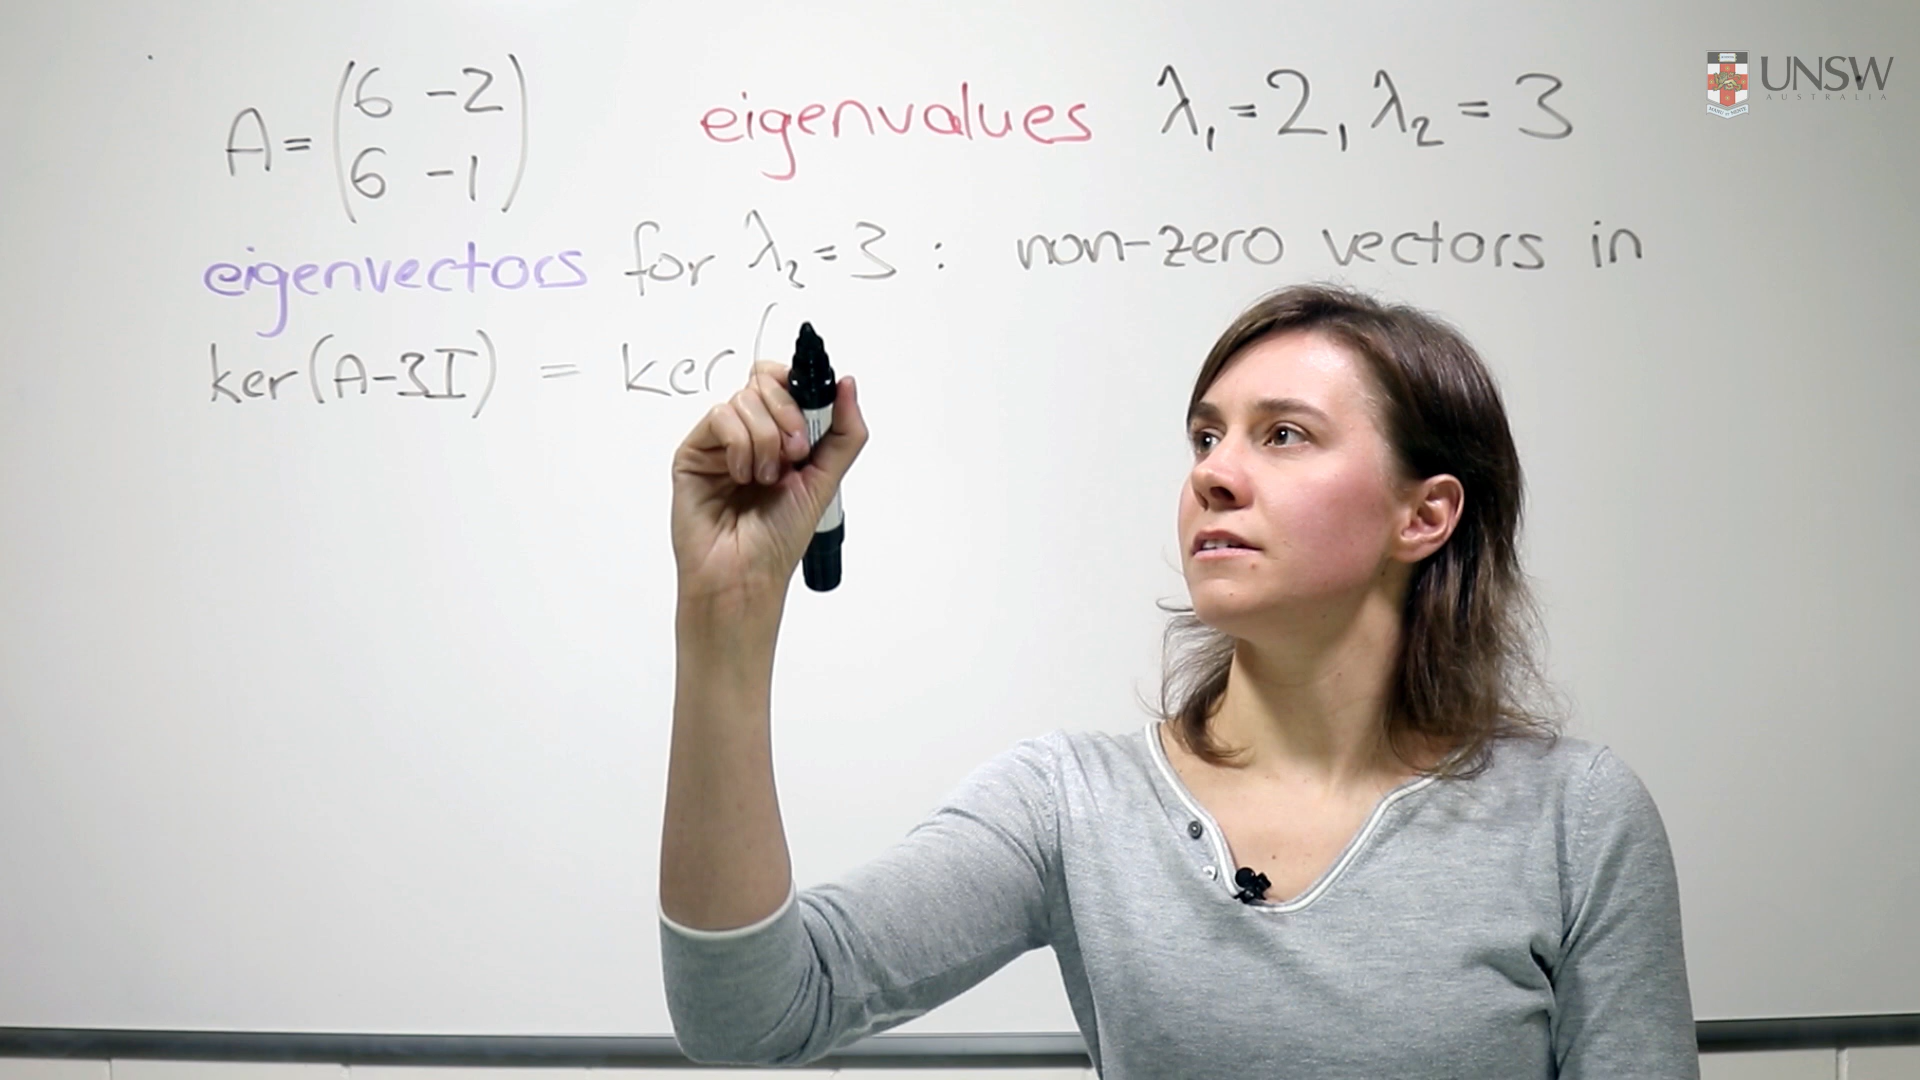 A = (6 -2
6 -1)
eigenvalues λ₁ = 2, λ₂ = 3
UNSW
AUSTRALIA
eigenvectors for λ₂ = 3 : non-zero vectors in
ker(A-3I) = ker(